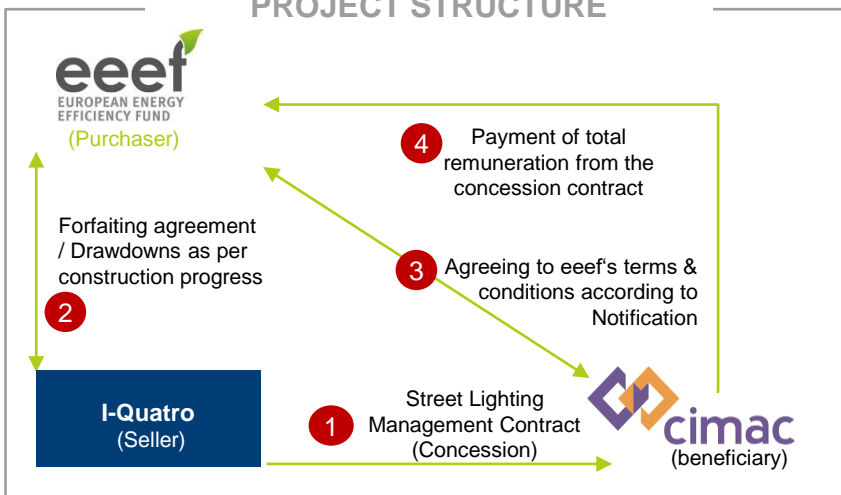 PROJECT STRUCTURE
eeef
EUROPEAN ENERGY
EFFICIENCY FUND
(Purchaser)
4
Payment of total
remuneration from the
concession contract
Forfaiting agreement
/ Drawdowns as per
construction progress
2
3
Agreeing to eeef‘s terms &
conditions according to
Notification
I-Quatro
(Seller)
1
Street Lighting
Management Contract
(Concession)
cimac
(beneficiary)